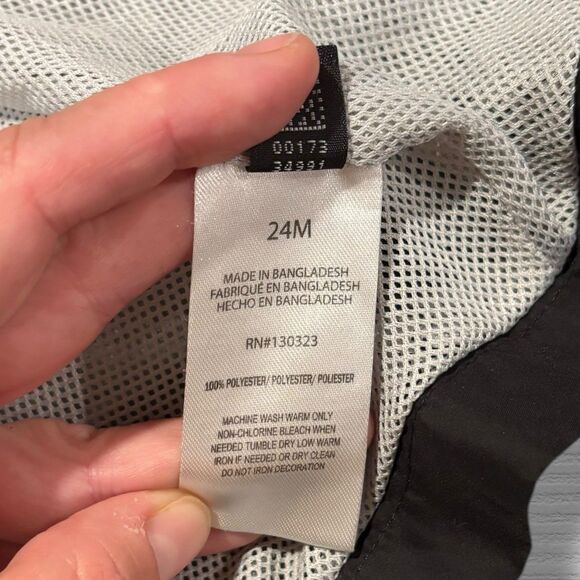 00173
34991
24M
MADE IN BANGLADESH
FABRIQUÉ EN BANGLADESH
HECHO EN BANGLADESH
RN#130323
100% POLYESTER/ POLYESTER/ POLIESTER
MACHINE WASH WARM ONLY
NON-CHLORINE BLEACH WHEN
NEEDED TUMBLE DRY LOW WARM
IRON IF NEEDED OR DRY CLEAN
DO NOT IRON DECORATION